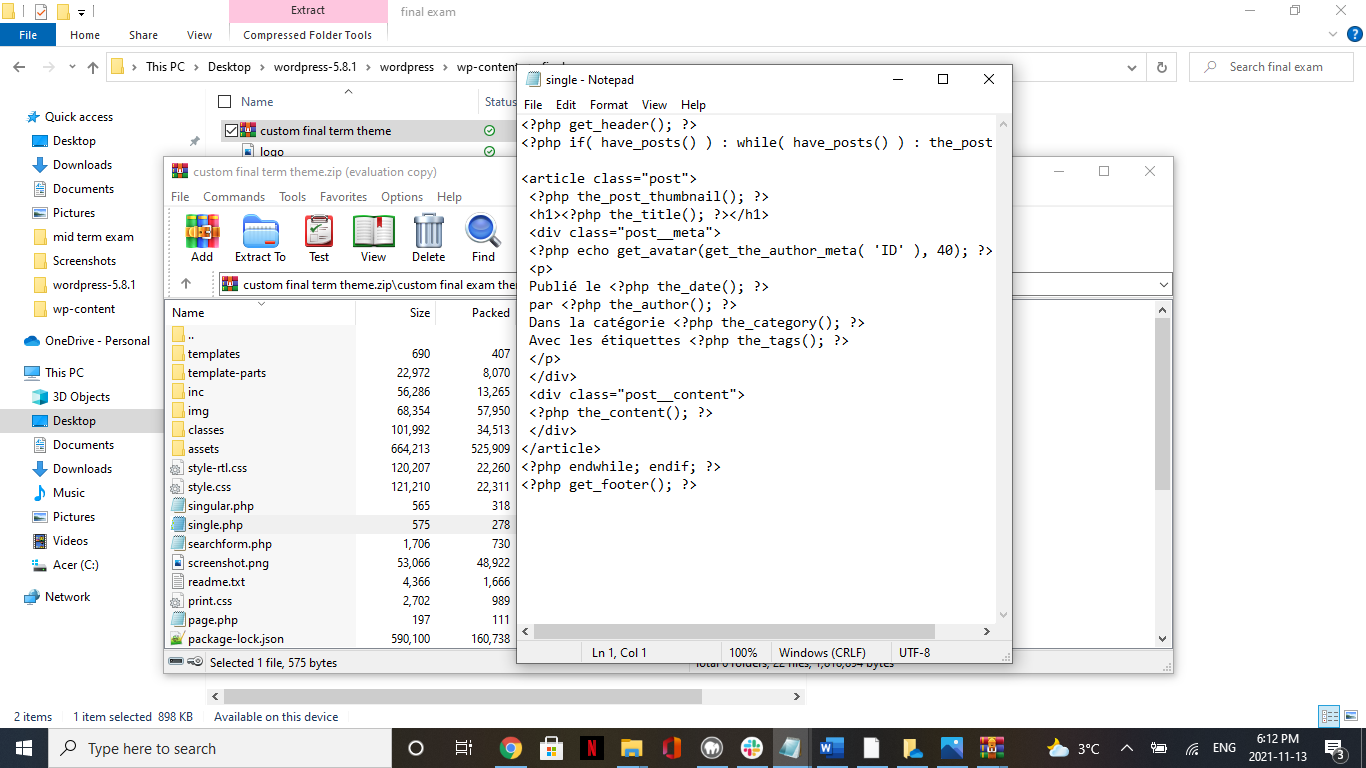 Extract
final exam
File
Home
Share
View
Compressed Folder Tools
This PC
Desktop
wordpress-5.8.1
wordpress
wp-content
Search final exam
Quick access
Desktop
Downloads
Documents
Pictures
mid term exam
Screenshots
wordpress-5.8.1
wp-content
OneDrive - Personal
This PC
3D Objects
Desktop
Documents
Downloads
Music
Pictures
Videos
Acer (C:)
Network
Name
Status
custom final term theme
logo
custom final term theme.zip (evaluation copy)
File Commands Tools Favorites Options Help
Add Extract To Test View Delete Find
custom final term theme.zip\custom final exam the
Name Size Packed
..
templates 690 407
template-parts 22,972 8,070
inc 56,286 13,265
img 68,354 57,950
classes 101,992 34,513
assets 664,213 525,909
style-rtl.css 120,207 22,260
style.css 121,210 22,311
singular.php 565 318
single.php 575 278
searchform.php 1,706 730
screenshot.png 53,066 48,922
readme.txt 4,366 1,666
print.css 2,702 989
page.php 197 111
package-lock.json 590,100 160,738
Selected 1 file, 575 bytes
single - Notepad
File Edit Format View Help
<?php get_header(); ?>
<?php if( have_posts() ) : while( have_posts() ) : the_post
<article class="post">
<?php the_post_thumbnail(); ?>
<h1><?php the_title(); ?></h1>
<div class="post__meta">
<?php echo get_avatar(get_the_author_meta( 'ID' ), 40); ?>
<p>
Publié le <?php the_date(); ?>
par <?php the_author(); ?>
Dans la catégorie <?php the_category(); ?>
Avec les étiquettes <?php the_tags(); ?>
</p>
</div>
<div class="post__content">
<?php the_content(); ?>
</div>
</article>
<?php endwhile; endif; ?>
<?php get_footer(); ?>
Ln 1, Col 1
100%
Windows (CRLF)
UTF-8
2 items
1 item selected 898 KB
Available on this device
Type here to search
3°C
ENG
6:12 PM
2021-11-13
3